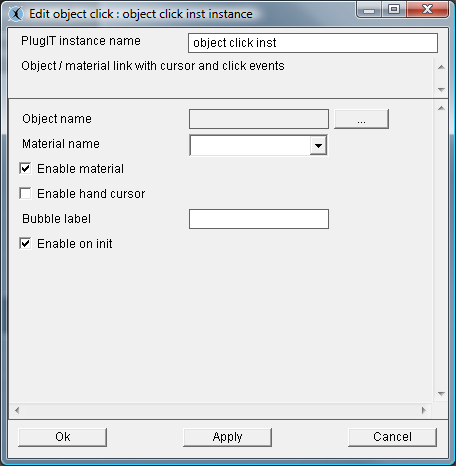 Edit object click : object click inst instance
PlugIT instance name object click inst
Object / material link with cursor and click events
Object name ...
Material name
Enable material
Enable hand cursor
Bubble label
Enable on init
Ok Apply Cancel